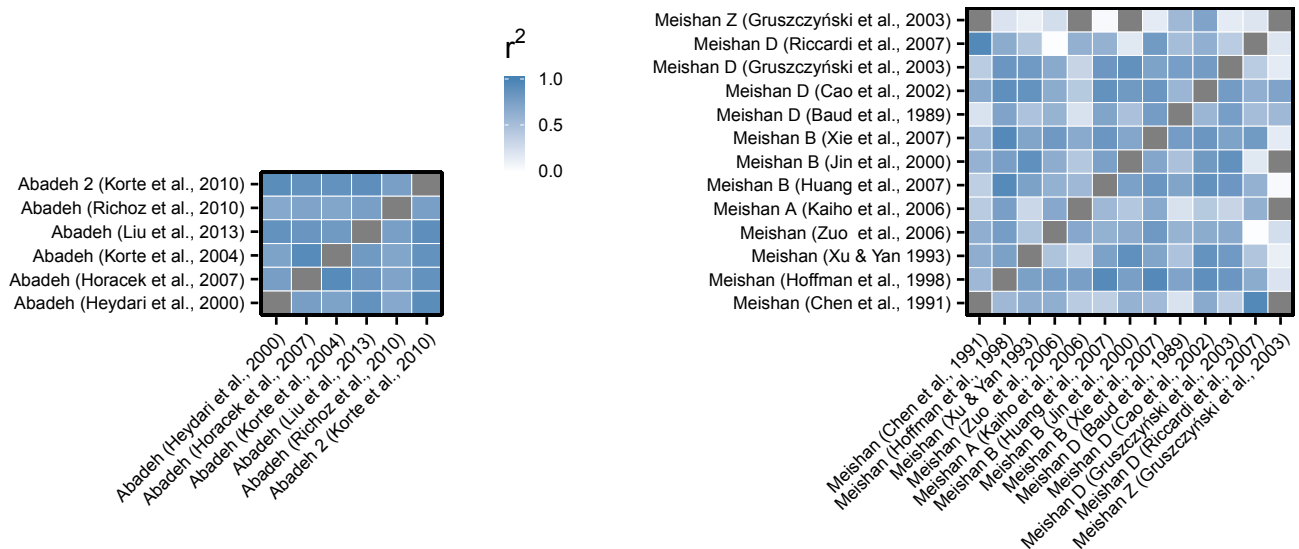 r2
1.0
0.5
0.0
Abadeh 2 (Korte et al., 2010)
Abadeh (Richoz et al., 2010)
Abadeh (Liu et al., 2013)
Abadeh (Korte et al., 2004)
Abadeh (Horacek et al., 2007)
Abadeh (Heydari et al., 2000)
Abadeh (Heydari et al., 2000)
Abadeh (Horacek et al., 2007)
Abadeh (Korte et al., 2004)
Abadeh (Liu et al., 2013)
Abadeh (Richoz et al., 2010)
Abadeh 2 (Korte et al., 2010)
Meishan Z (Gruszczyński et al., 2003)
Meishan D (Riccardi et al., 2007)
Meishan D (Gruszczyński et al., 2003)
Meishan D (Cao et al., 2002)
Meishan D (Baud et al., 1989)
Meishan B (Xie et al., 2007)
Meishan B (Jin et al., 2000)
Meishan B (Huang et al., 2007)
Meishan A (Kaiho et al., 2006)
Meishan (Zuo et al., 2006)
Meishan (Xu & Yan 1993)
Meishan (Hoffman et al., 1998)
Meishan (Chen et al., 1991)
Meishan (Chen et al., 1991)
Meishan (Hoffman et al., 1998)
Meishan (Xu & Yan 1993)
Meishan (Zuo et al., 2006)
Meishan A (Kaiho et al., 2006)
Meishan B (Huang et al., 2007)
Meishan B (Jin et al., 2000)
Meishan B (Xie et al., 2007)
Meishan D (Baud et al., 1989)
Meishan D (Cao et al., 2002)
Meishan D (Gruszczyński et al., 2003)
Meishan D (Riccardi et al., 2007)
Meishan Z (Gruszczyński et al., 2003)